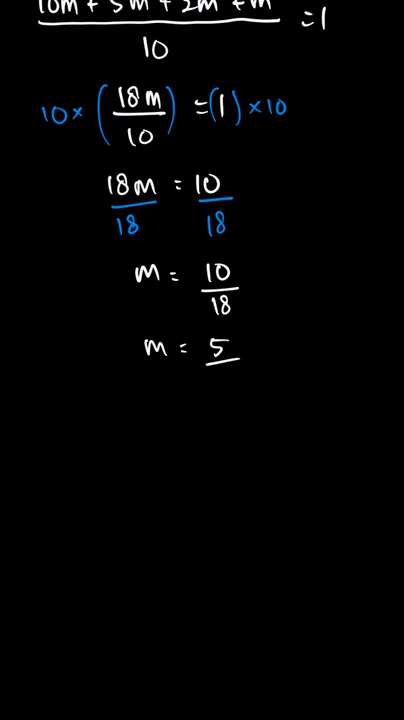 10m + 5m + 2m + m = 1
10
10 × ( 18m ) = (1) × 10
10
18m = 10
18 18
m = 10
18
m = 5